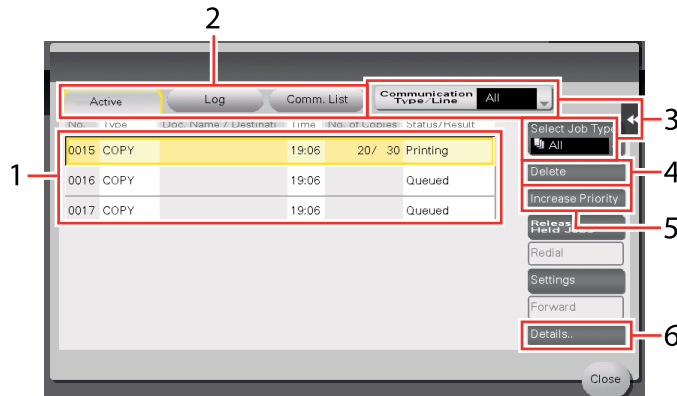 2
Active Log Comm. List Communication Type/Line All
No. Type Doc. Name / Destinati Time No. of Copies Status/Result
Select Job Type 3
All
1
0015 COPY 19:06 20/ 30 Printing
Delete 4
0016 COPY 19:06 Queued
Increase Priority
0017 COPY 19:06 Queued
5
Held
Redial
Settings
Forward
Details.. 6
Close